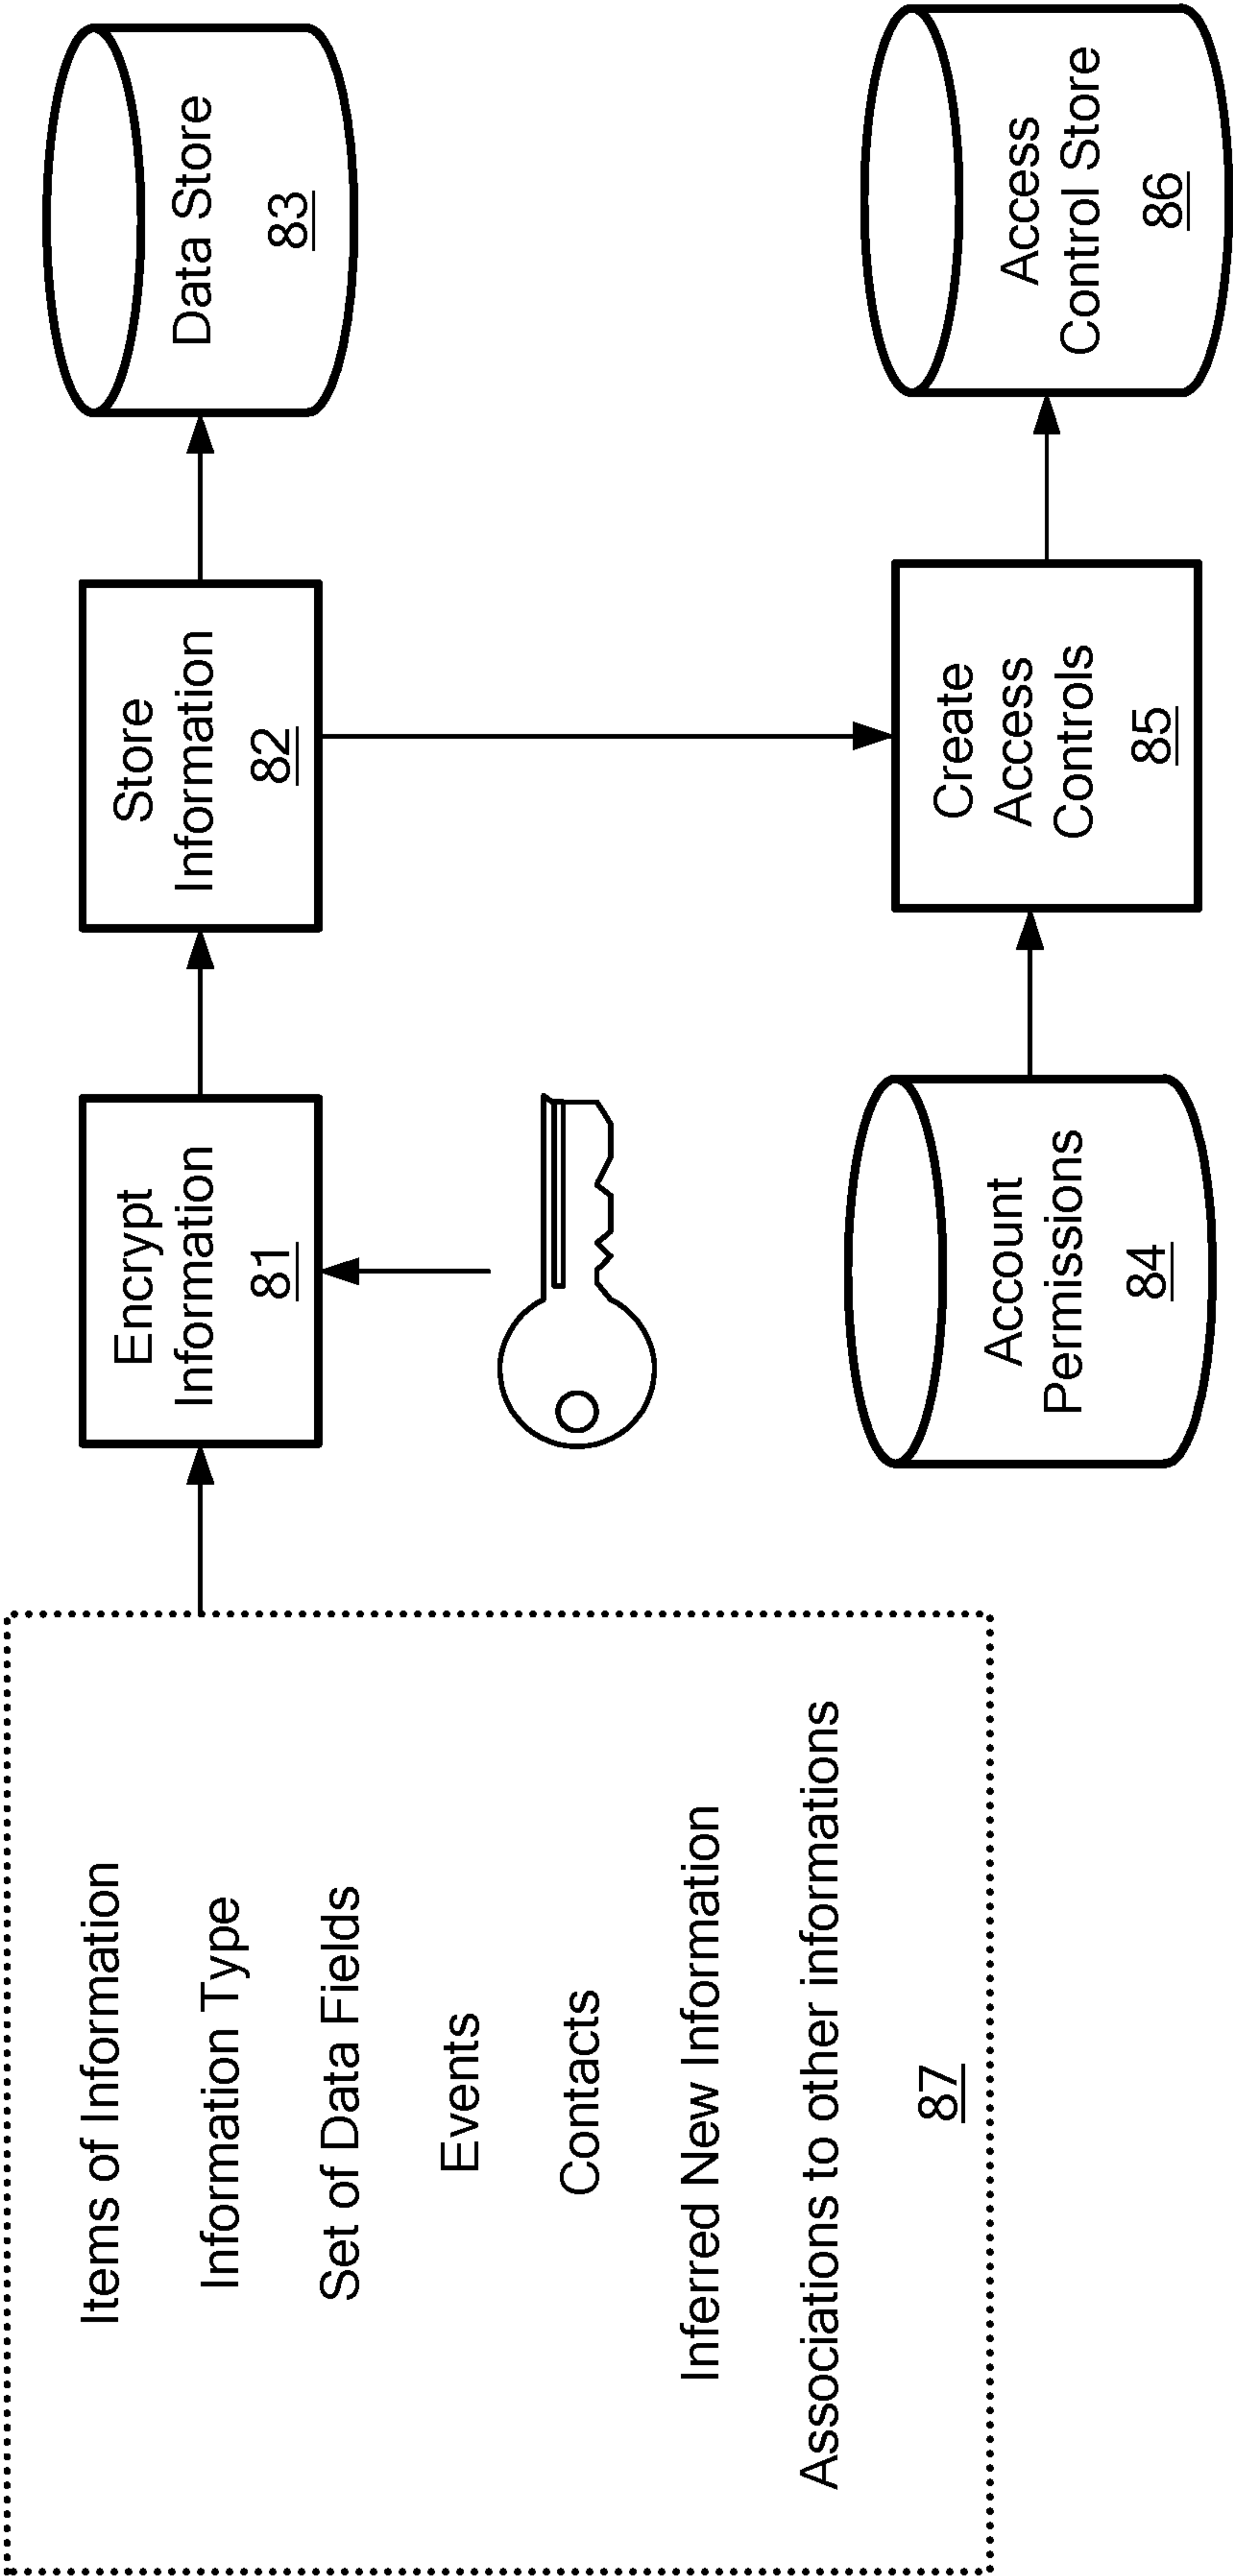 Items of Information
Information Type
Set of Data Fields
Events
Contacts
Inferred New Information
Associations to other informations
87
Encrypt
Information
81
Store
Information
82
Data Store
83
Account
Permissions
84
Create
Access
Controls
85
Access
Control Store
86